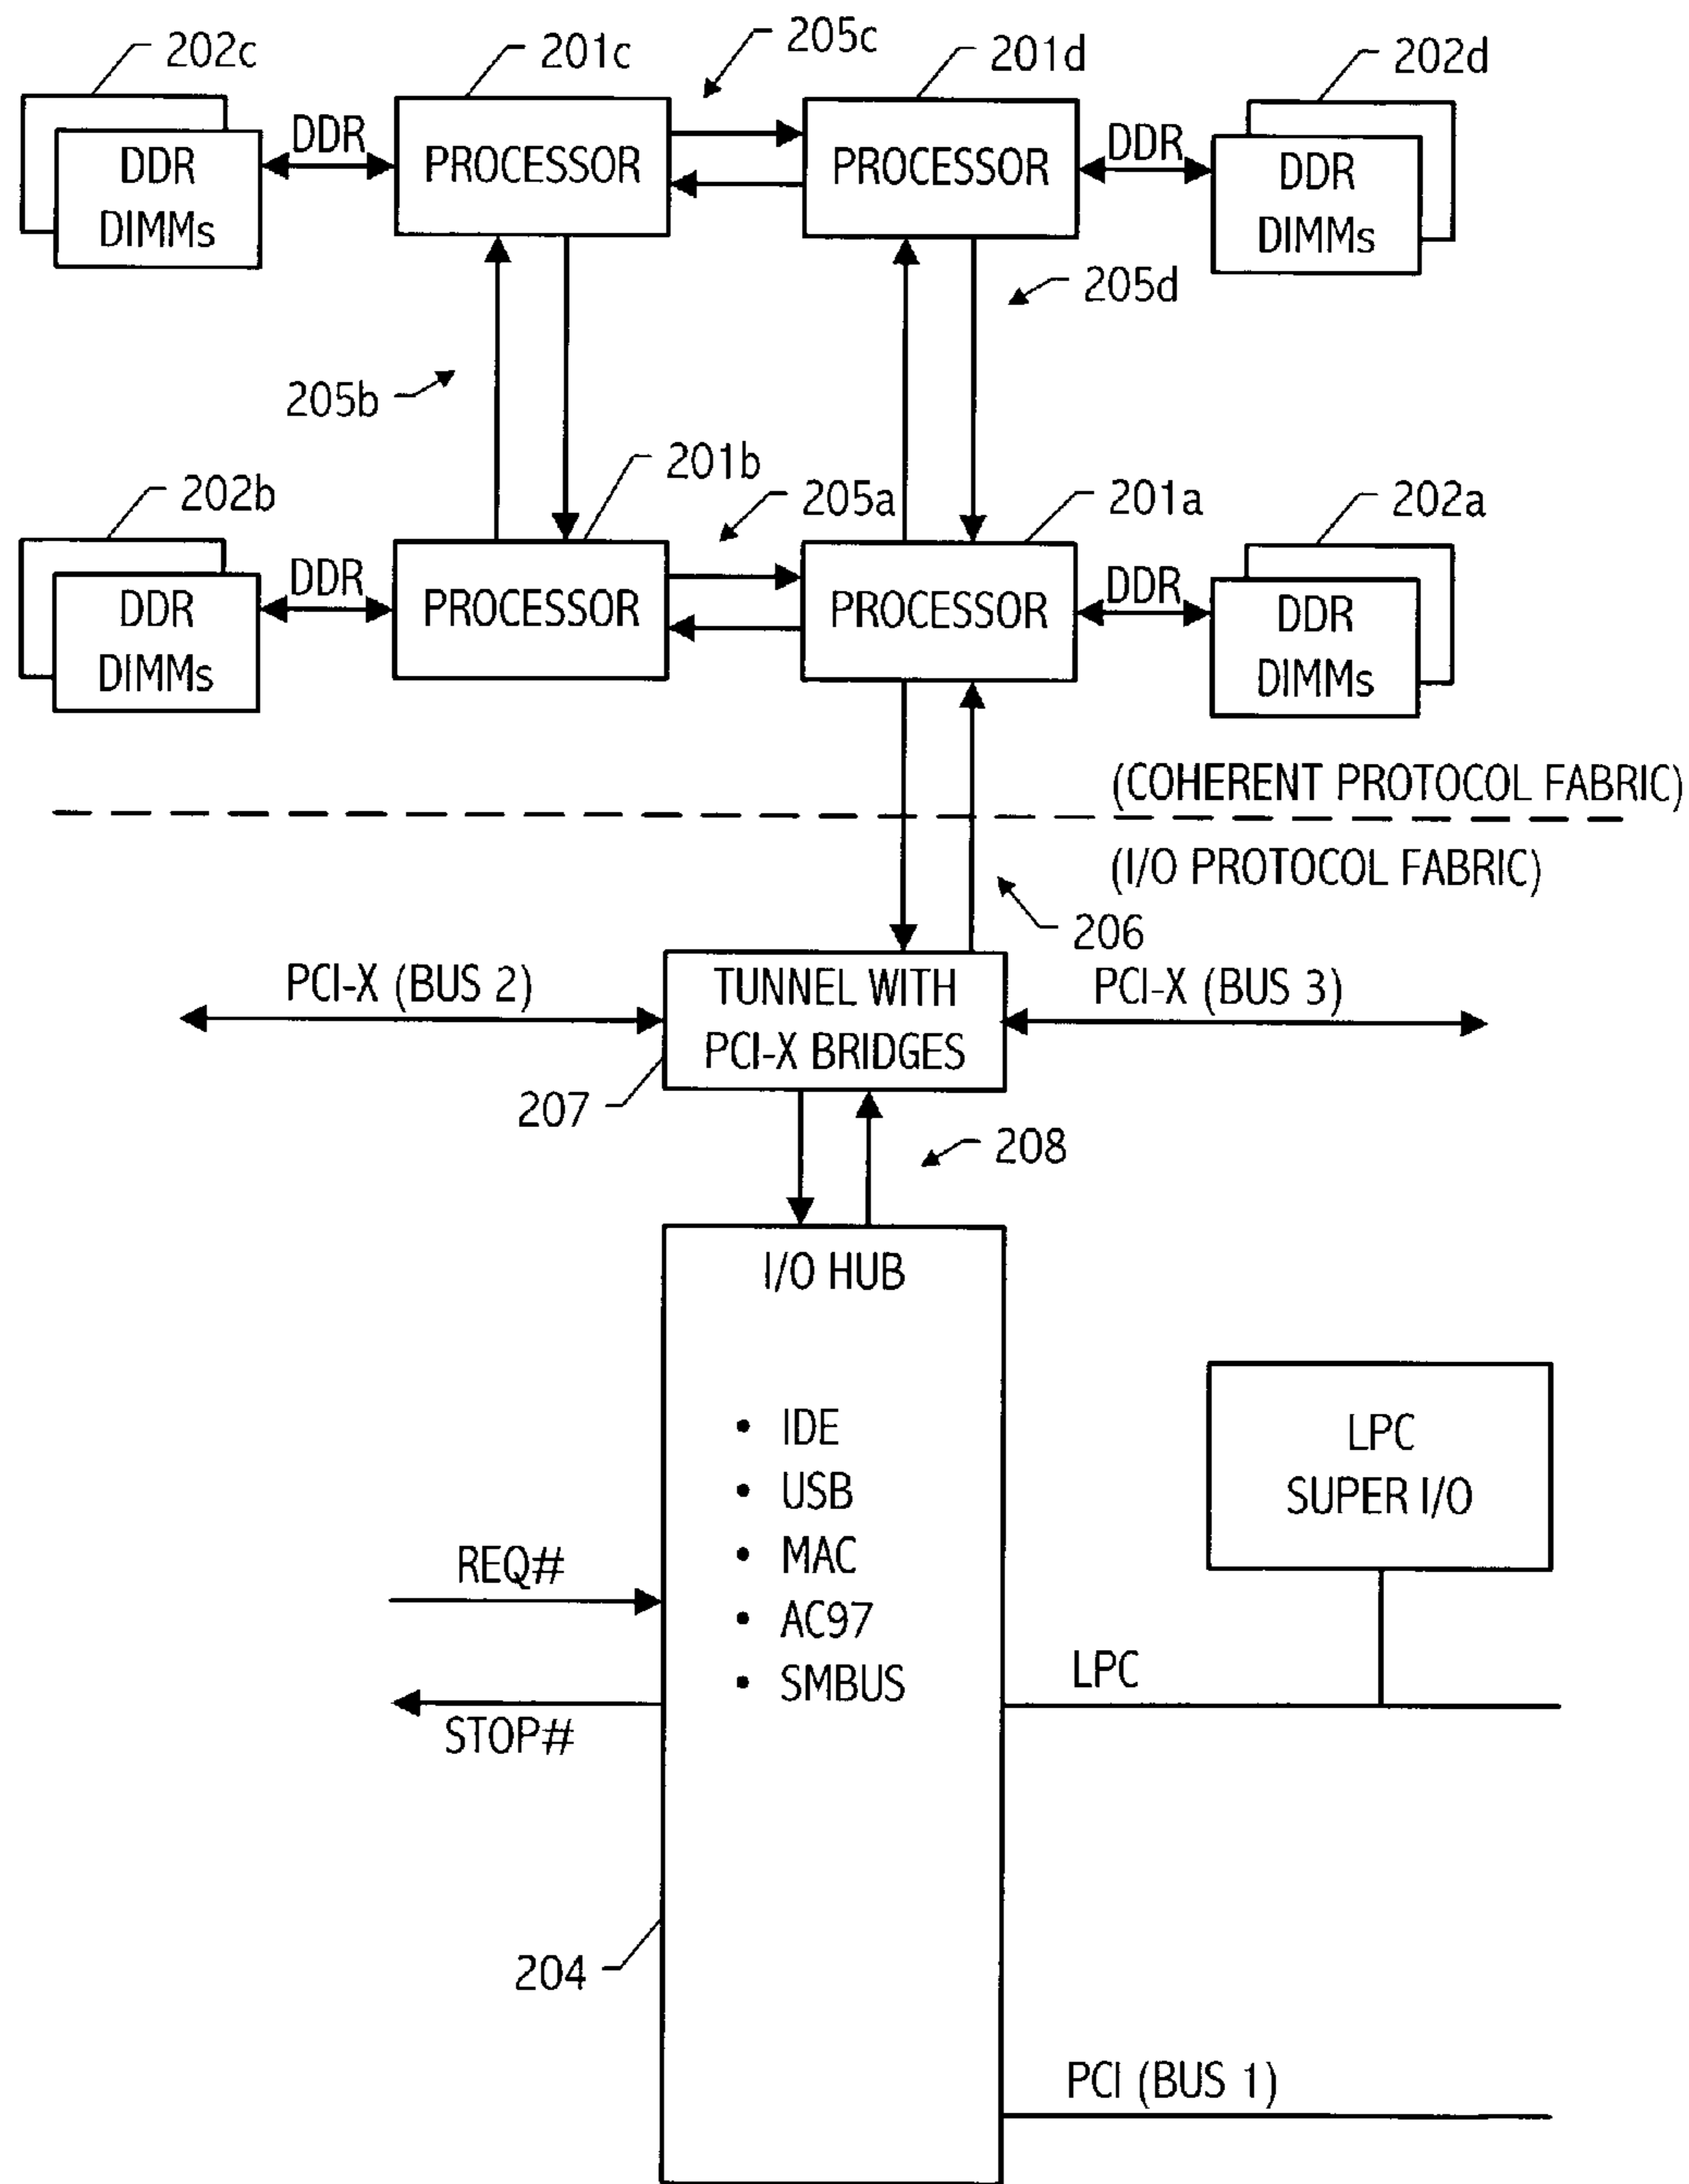 205c
202c
201c
201d
202d
DDR
DDR
DDR
DIMMs
PROCESSOR
PROCESSOR
DDR
DIMMs
205d
205b
201b
202b
205a
201a
202a
DDR
DDR
DDR
DIMMs
PROCESSOR
PROCESSOR
DDR
DIMMs
(COHERENT PROTOCOL FABRIC)
(I/O PROTOCOL FABRIC)
206
PCI-X (BUS 2)
TUNNEL WITH
PCI-X BRIDGES
PCI-X (BUS 3)
207
208
I/O HUB
• IDE
• USB
• MAC
• AC97
• SMBUS
LPC
SUPER I/O
REQ#
STOP#
LPC
204
PCI (BUS 1)